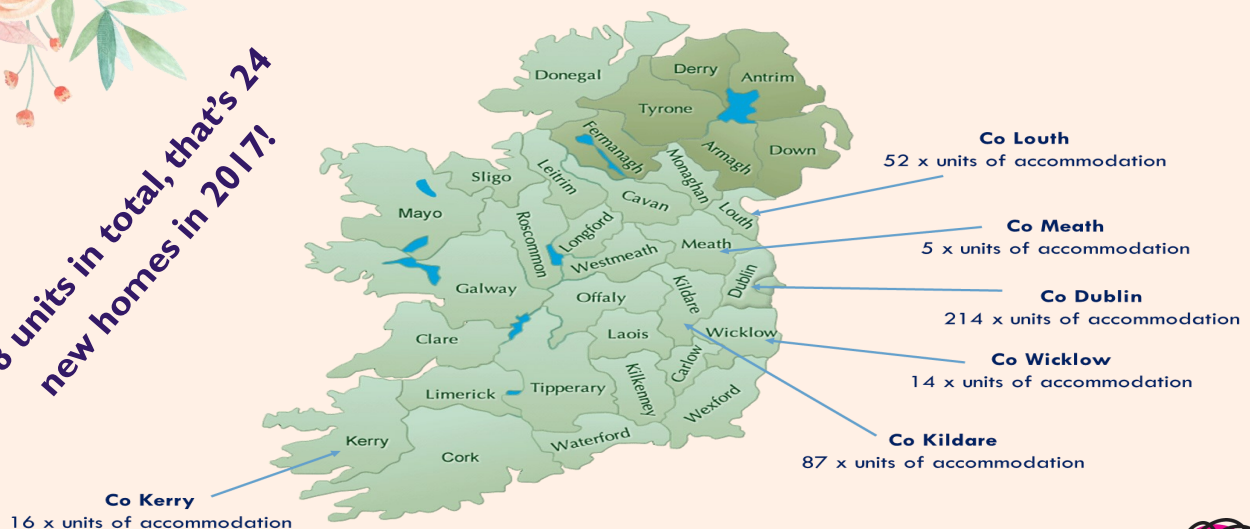 8 units in total, that's 24
new homes in 2017!
Donegal
Derry
Antrim
Tyrone
Fermanagh
Armagh
Down
Monaghan
Sligo
Leitrim
Cavan
Louth
Mayo
Roscommon
Longford
Meath
Westmeath
Galway
Offaly
Kildare
Dublin
Clare
Laois
Wicklow
Carlow
Limerick
Tipperary
Kilkenny
Wexford
Kerry
Cork
Waterford
Co Louth
52 x units of accommodation
Co Meath
5 x units of accommodation
Co Dublin
214 x units of accommodation
Co Wicklow
14 x units of accommodation
Co Kildare
87 x units of accommodation
Co Kerry
16 x units of accommodation